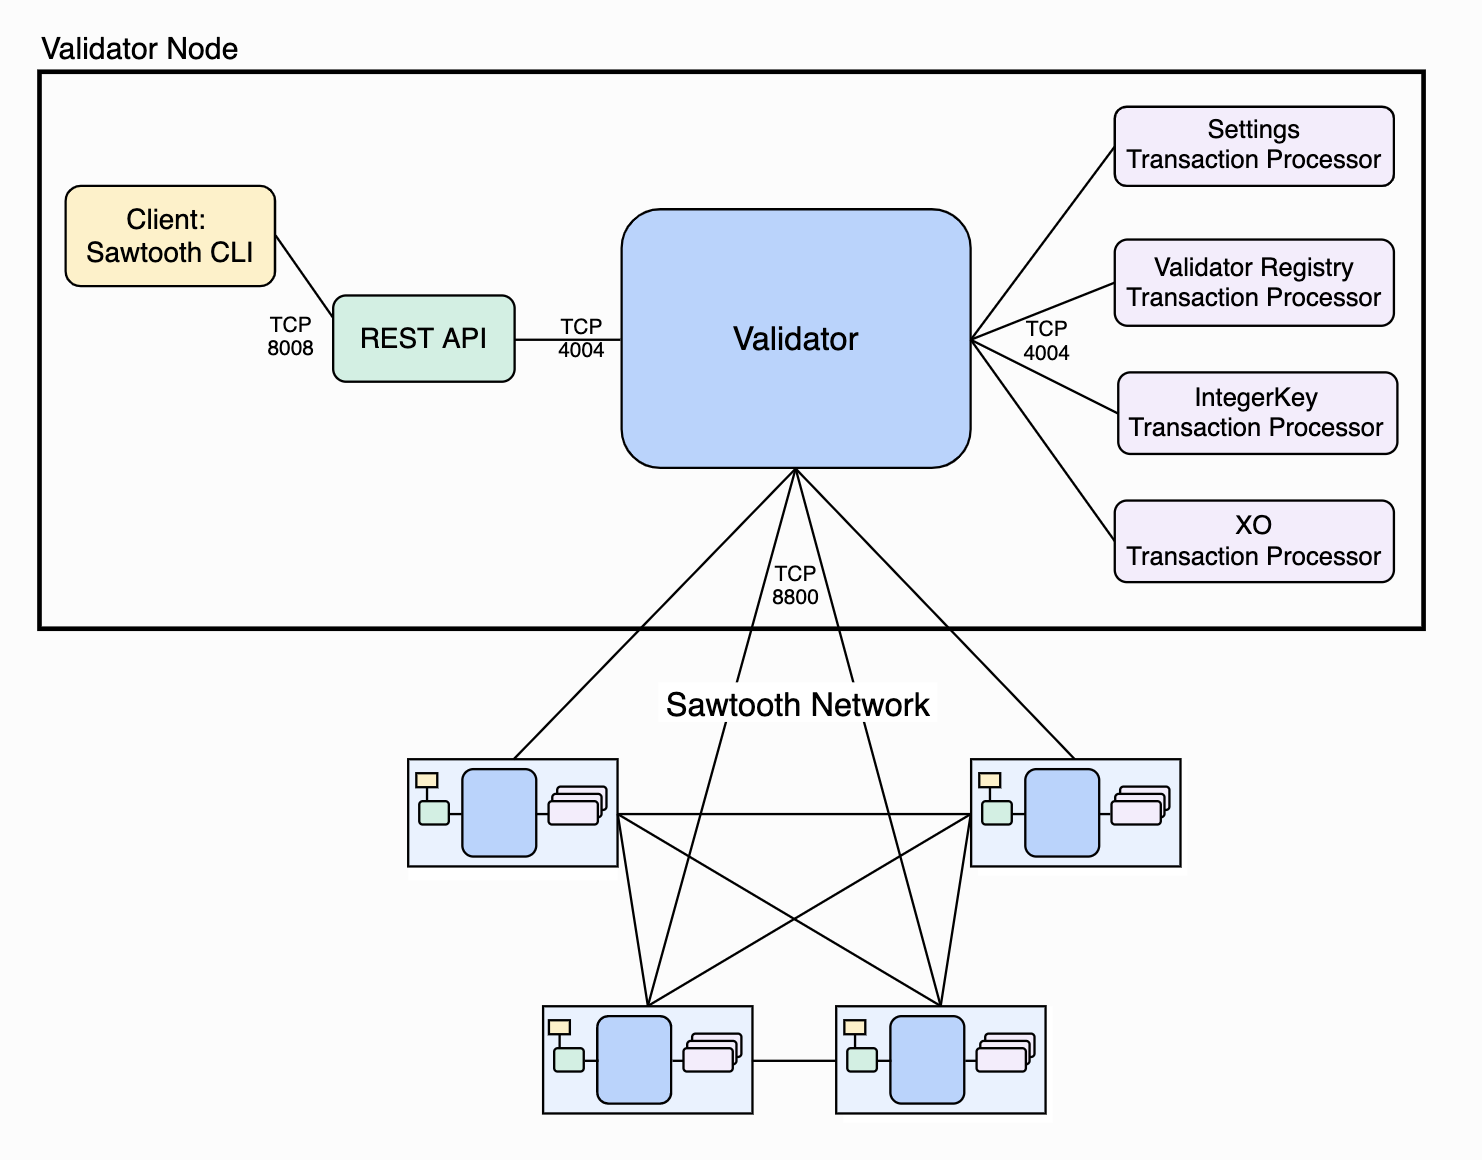 Validator Node
Client:
Sawtooth CLI
TCP
8008
REST API
TCP
4004
Validator
TCP
4004
Settings
Transaction Processor
Validator Registry
Transaction Processor
IntegerKey
Transaction Processor
XO
Transaction Processor
TCP
8800
Sawtooth Network